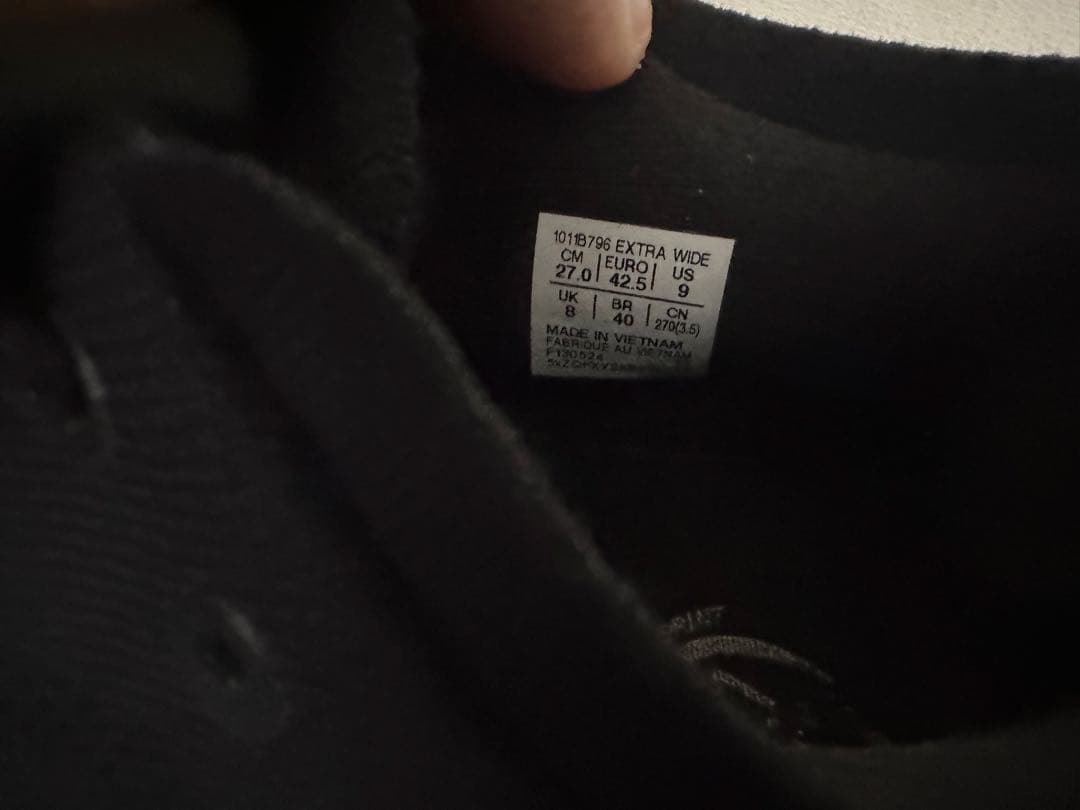 1011B796 EXTRA WIDE
CM | EURO | US
27.0 | 42.5 | 9
UK | BR | CN
8 | 40 | 270(3.5)
MADE IN VIETNAM
FABRIQUE AU VIETNAM
F130524